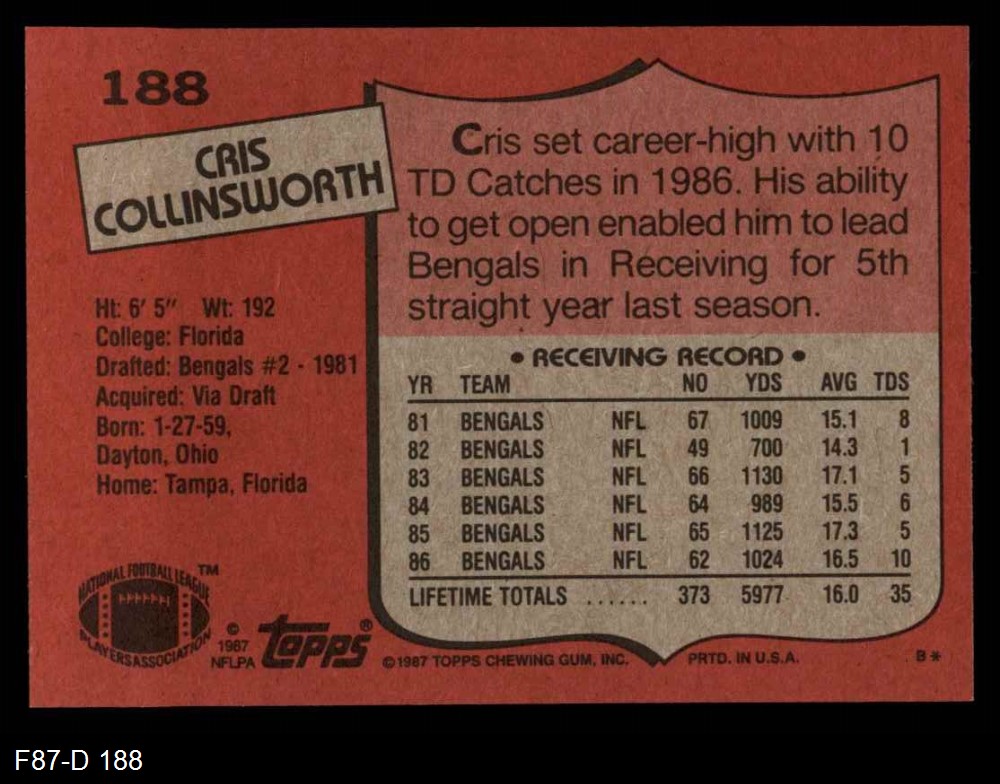 188
CRIS
COLLINSWORTH
Ht: 6' 5" Wt: 192
College: Florida
Drafted: Bengals #2 - 1981
Acquired: Via Draft
Born: 1-27-59,
Dayton, Ohio
Home: Tampa, Florida
NATIONAL FOOTBALL LEAGUE ™
PLAYERS ASSOCIATION
©
1987
NFLPA
topps®
Cris set career-high with 10
TD Catches in 1986. His ability
to get open enabled him to lead
Bengals in Receiving for 5th
straight year last season.
• RECEIVING RECORD •
YR TEAM NO YDS AVG TDS
81 BENGALS NFL 67 1009 15.1 8
82 BENGALS NFL 49 700 14.3 1
83 BENGALS NFL 66 1130 17.1 5
84 BENGALS NFL 64 989 15.5 6
85 BENGALS NFL 65 1125 17.3 5
86 BENGALS NFL 62 1024 16.5 10
LIFETIME TOTALS ...... 373 5977 16.0 35
©1987 TOPPS CHEWING GUM, INC. PRTD. IN U.S.A. B*
F87-D 188